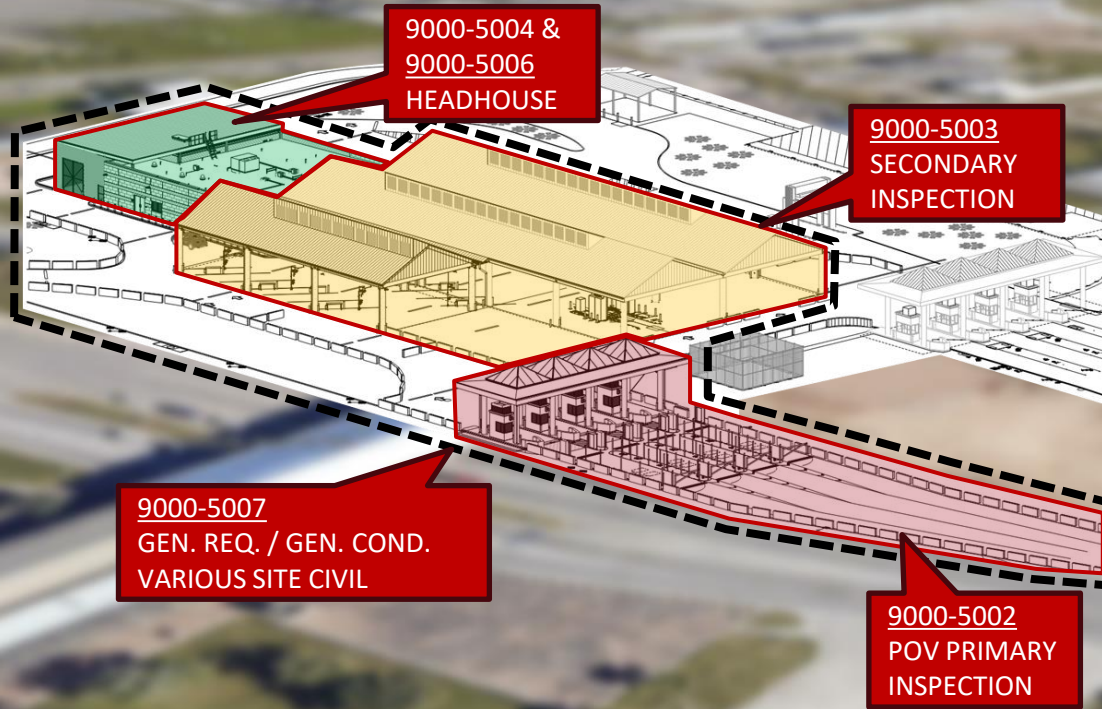 9000-5004 &
9000-5006
HEADHOUSE
9000-5003
SECONDARY
INSPECTION
9000-5007
GEN. REQ. / GEN. COND.
VARIOUS SITE CIVIL
9000-5002
POV PRIMARY
INSPECTION